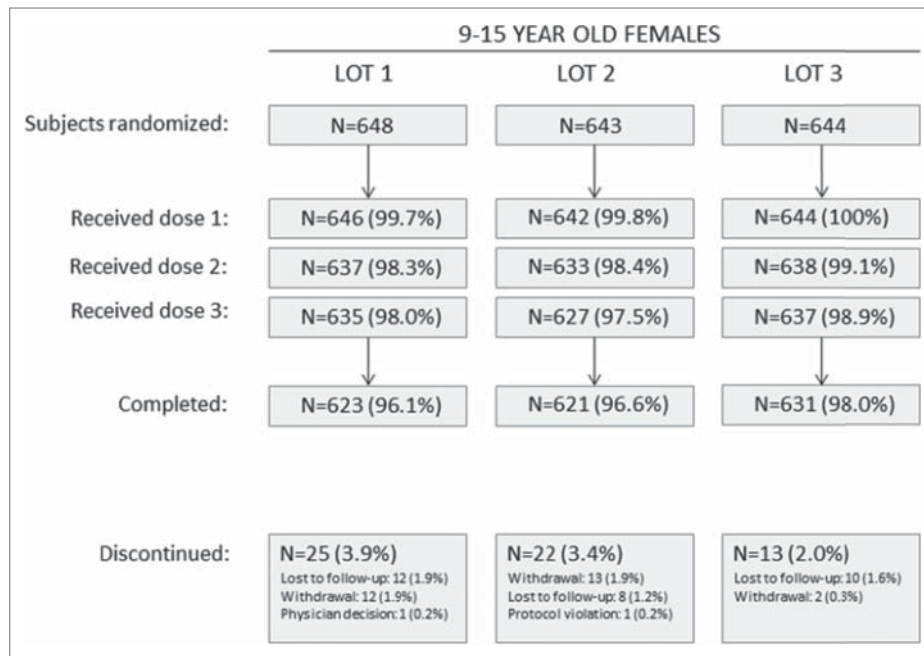 9-15 YEAR OLD FEMALES
LOT 1 LOT 2 LOT 3
Subjects randomized: N=648 N=643 N=644
Received dose 1: N=646 (99.7%) N=642 (99.8%) N=644 (100%)
Received dose 2: N=637 (98.3%) N=633 (98.4%) N=638 (99.1%)
Received dose 3: N=635 (98.0%) N=627 (97.5%) N=637 (98.9%)
Completed: N=623 (96.1%) N=621 (96.6%) N=631 (98.0%)
Discontinued: N=25 (3.9%) N=22 (3.4%) N=13 (2.0%)
Lost to follow-up: 12 (1.9%) Withdrawal: 13 (1.9%) Lost to follow-up: 10 (1.6%)
Withdrawal: 12 (1.9%) Lost to follow-up: 8 (1.2%) Withdrawal: 2 (0.3%)
Physician decision: 1 (0.2%) Protocol violation: 1 (0.2%)